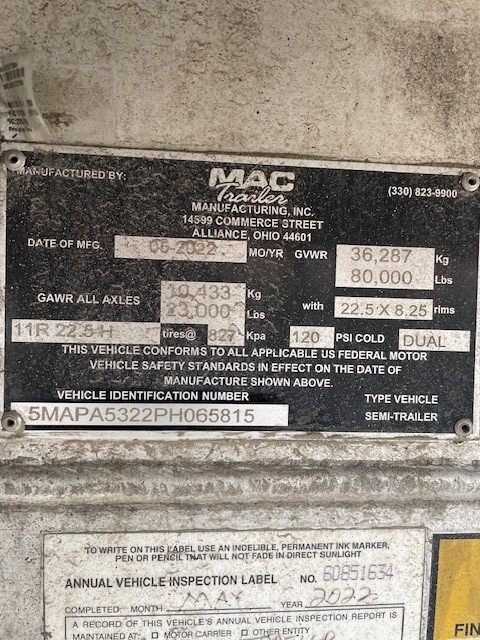 MANUFACTURED BY:
MAC
Trailer
(330) 823-9900
MANUFACTURING, INC.
14599 COMMERCE STREET
ALLIANCE, OHIO 44601
DATE OF MFG. 05-2022 MO/YR GVWR 36,287 Kg
80,000 Lbs
GAWR ALL AXLES 10,433 Kg
23,000 Lbs with 22.5 X 8.25 rims
11R 22.5 H tires@ 827 Kpa 120 PSI COLD DUAL
THIS VEHICLE CONFORMS TO ALL APPLICABLE US FEDERAL MOTOR
VEHICLE SAFETY STANDARDS IN EFFECT ON THE DATE OF
MANUFACTURE SHOWN ABOVE.
VEHICLE IDENTIFICATION NUMBER TYPE VEHICLE
5MAPA5322PH065815 SEMI-TRAILER
TO WRITE ON THIS LABEL USE AN INDELIBLE, PERMANENT INK MARKER,
PEN OR PENCIL THAT WILL NOT FADE IN DIRECT SUNLIGHT
ANNUAL VEHICLE INSPECTION LABEL NO. 60851634
COMPLETED: MONTH MAY YEAR 2022
A RECORD OF THIS VEHICLE'S ANNUAL VEHICLE INSPECTION REPORT IS
MAINTAINED AT: MOTOR CARRIER OTHER ENTITY
FIN